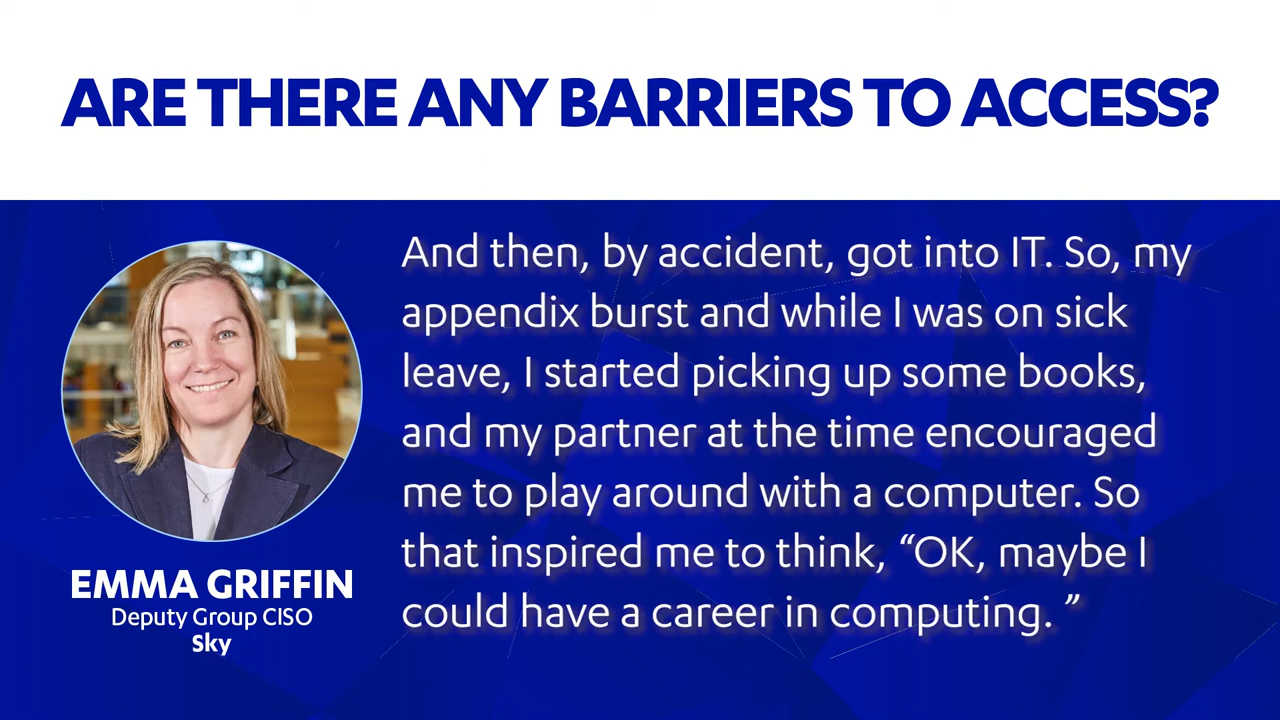 ARE THERE ANY BARRIERS TO ACCESS?
And then, by accident, got into IT. So, my
appendix burst and while I was on sick
leave, I started picking up some books,
and my partner at the time encouraged
me to play around with a computer. So
that inspired me to think, “OK, maybe I
could have a career in computing. ”
EMMA GRIFFIN
Deputy Group CISO
Sky